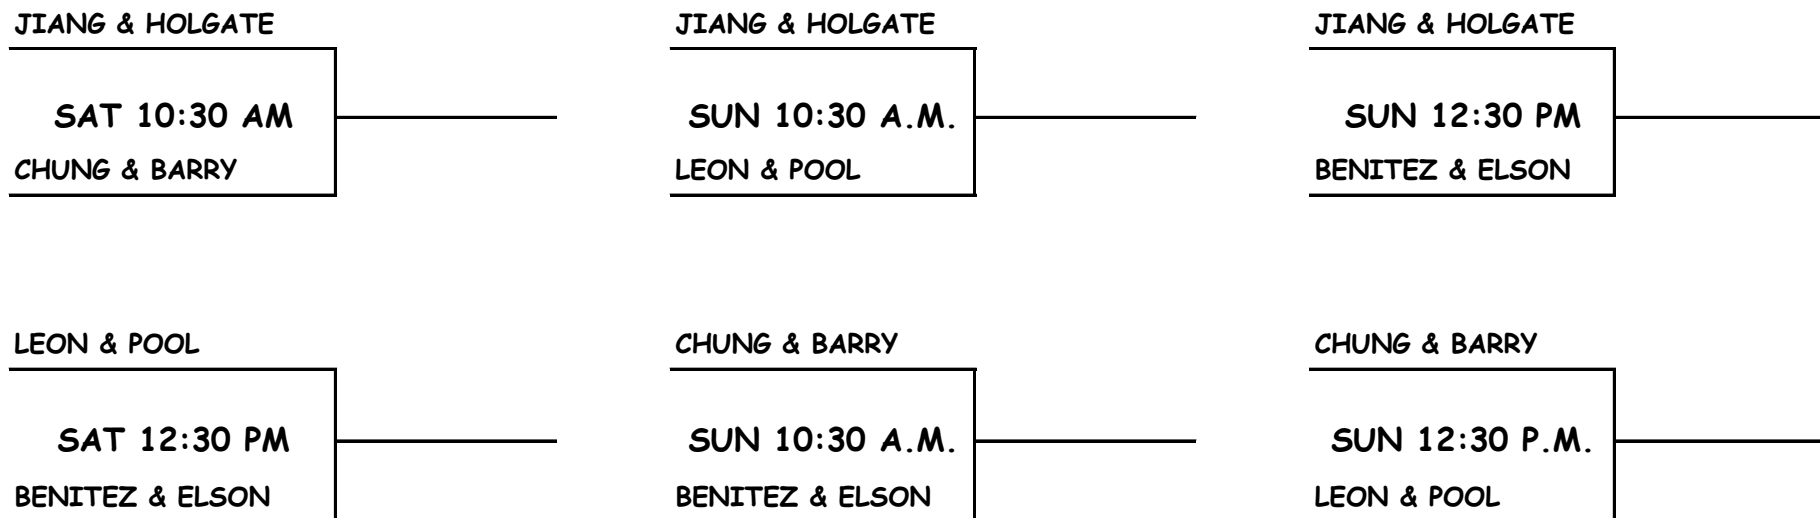 JIANG & HOLGATE
SAT 10:30 AM
CHUNG & BARRY
JIANG & HOLGATE
SUN 10:30 A.M.
LEON & POOL
JIANG & HOLGATE
SUN 12:30 PM
BENITEZ & ELSON
LEON & POOL
SAT 12:30 PM
BENITEZ & ELSON
CHUNG & BARRY
SUN 10:30 A.M.
BENITEZ & ELSON
CHUNG & BARRY
SUN 12:30 P.M.
LEON & POOL